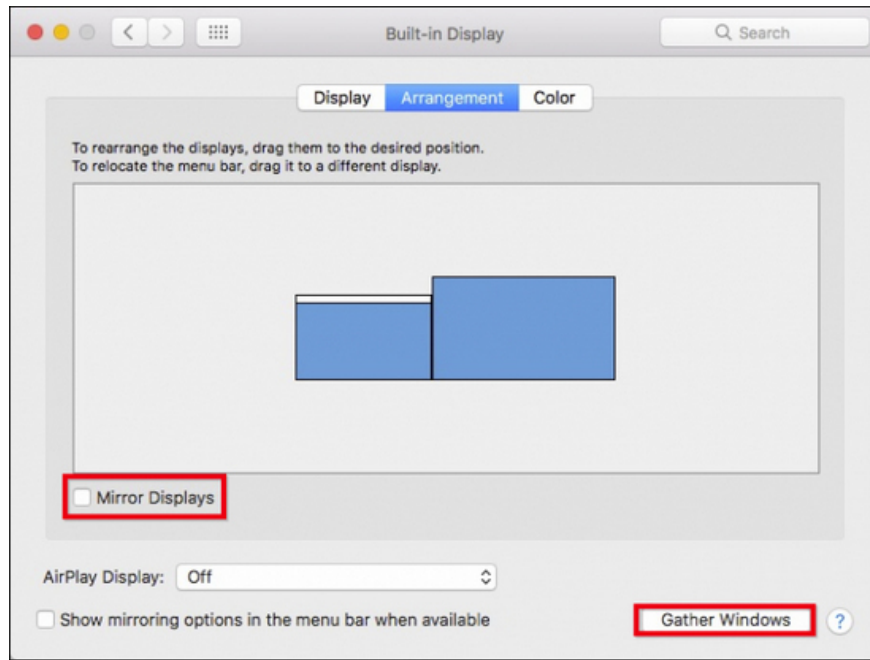 Built-in Display
Search
Display Arrangement Color
To rearrange the displays, drag them to the desired position.
To relocate the menu bar, drag it to a different display.
Mirror Displays
AirPlay Display: Off
Show mirroring options in the menu bar when available
Gather Windows ?